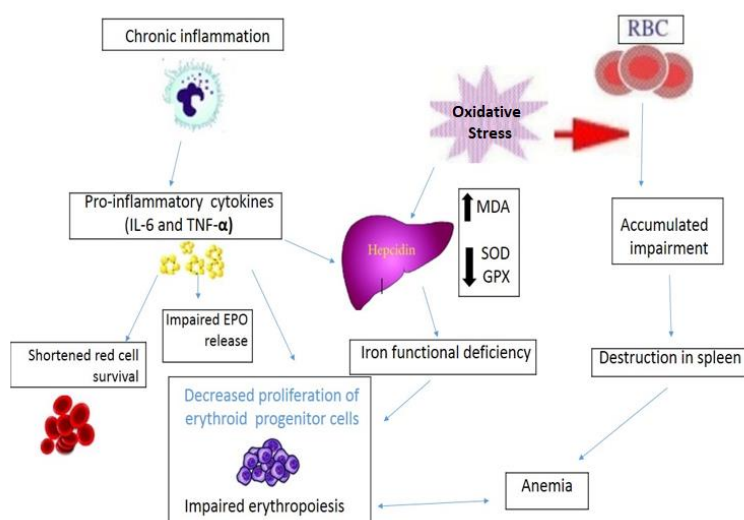 Chronic inflammation
RBC
Oxidative
Stress
Pro-inflammatory cytokines
(IL-6 and TNF-α)
Hepcidin
MDA
SOD
GPX
Accumulated
impairment
Impaired EPO
release
Shortened red cell
survival
Iron functional deficiency
Destruction in spleen
Decreased proliferation of
erythroid progenitor cells
Impaired erythropoiesis
Anemia